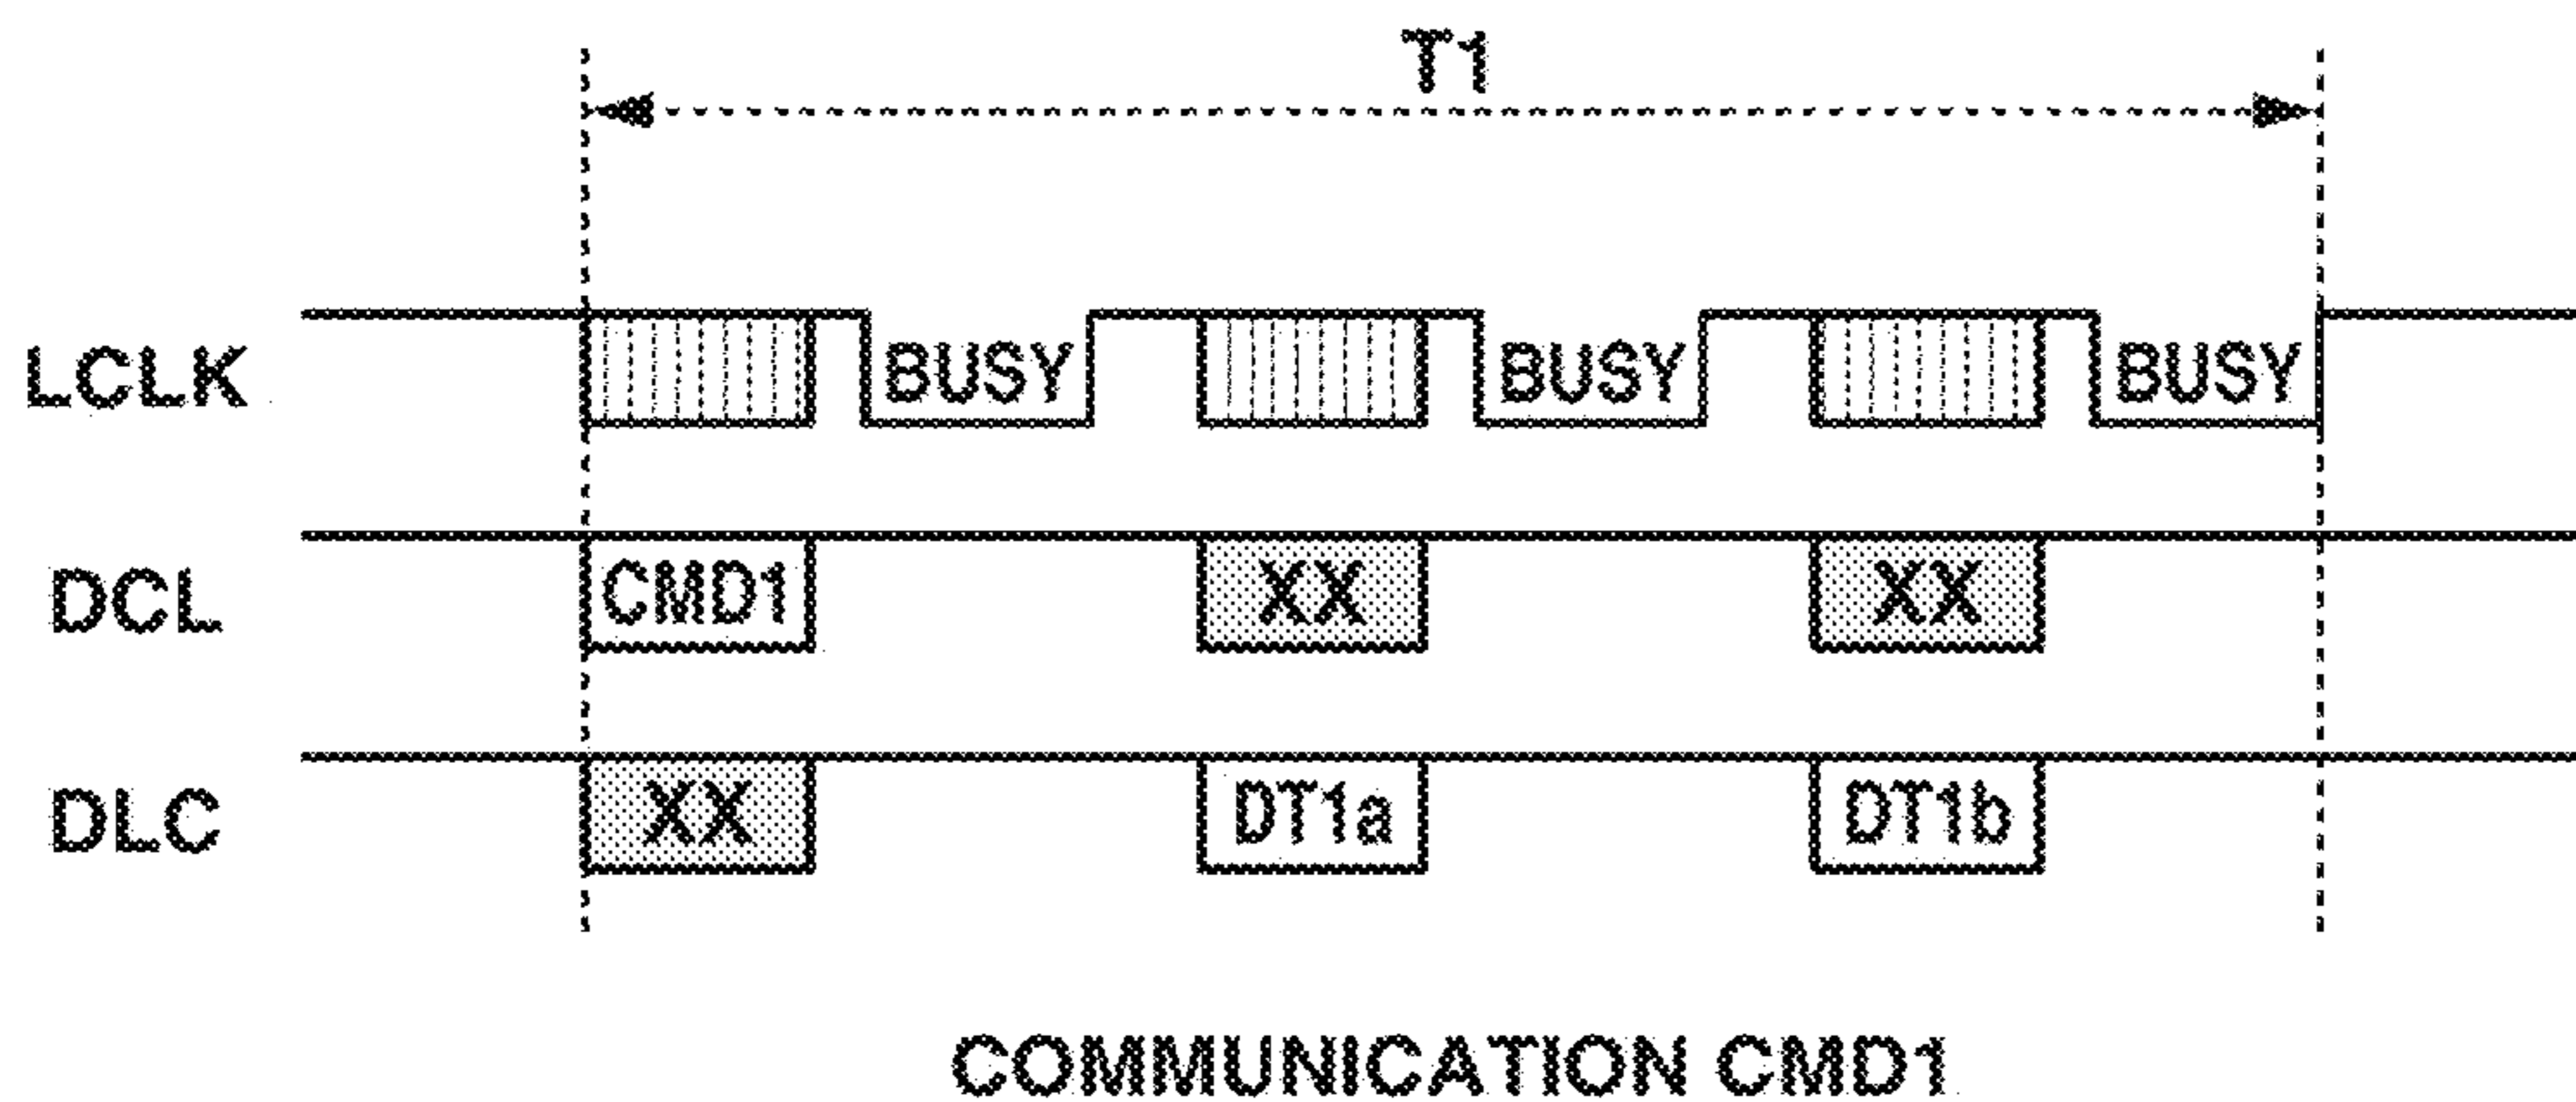 T1
LCLK BUSY BUSY BUSY
DCL CMD1 XX XX
DLC XX DT1a DT1b
COMMUNICATION CMD1